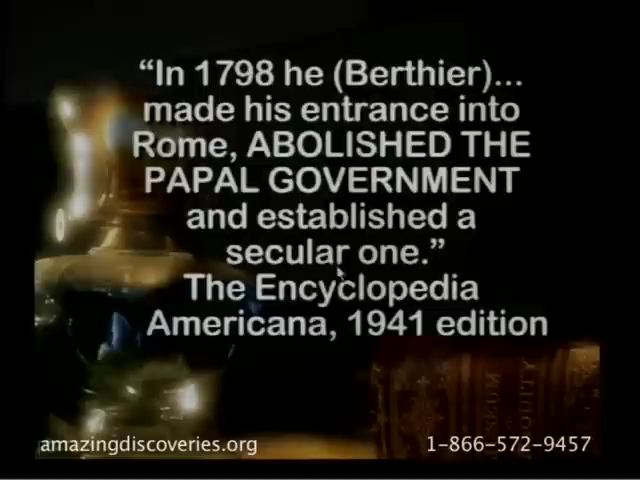 “In 1798 he (Berthier)...
made his entrance into
Rome, ABOLISHED THE
PAPAL GOVERNMENT
and established a
secular one.”
The Encyclopedia
Americana, 1941 edition
amazingdiscoveries.org
1-866-572-9457